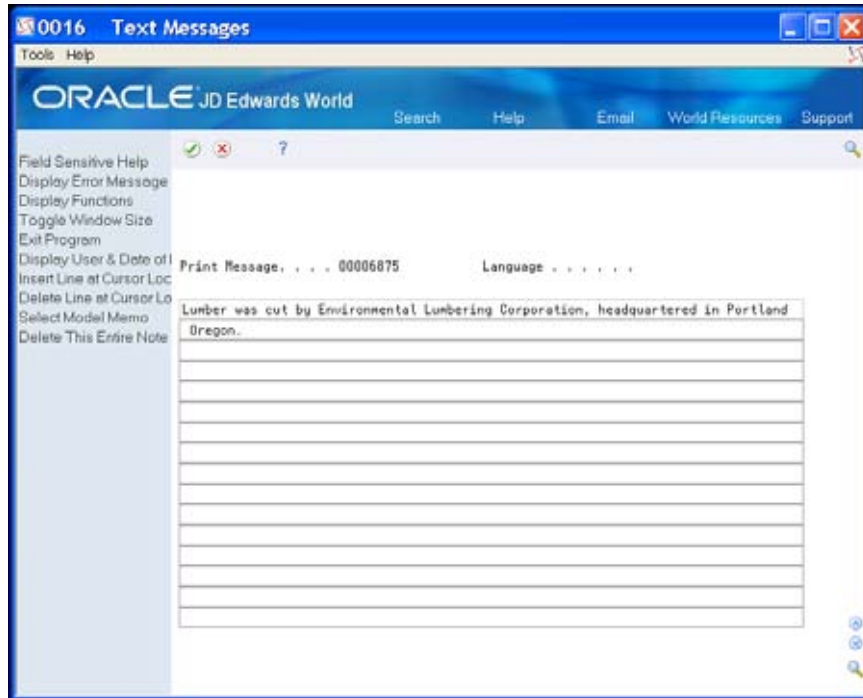 0016 Text Messages
Tools Help
ORACLE JD Edwards World
Search Help Email World Resources Support
Field Sensitive Help
Display Error Message
Display Functions
Toggle Window Size
Exit Program
Display User & Date of
Insert Line at Cursor Loc
Delete Line at Cursor Lo
Select Model Memo
Delete This Entire Note
?
Print Message. . . . 00006875 Language . . . . . .
Lumber was cut by Environmental Lumbering Corporation, headquartered in Portland
Oregon.